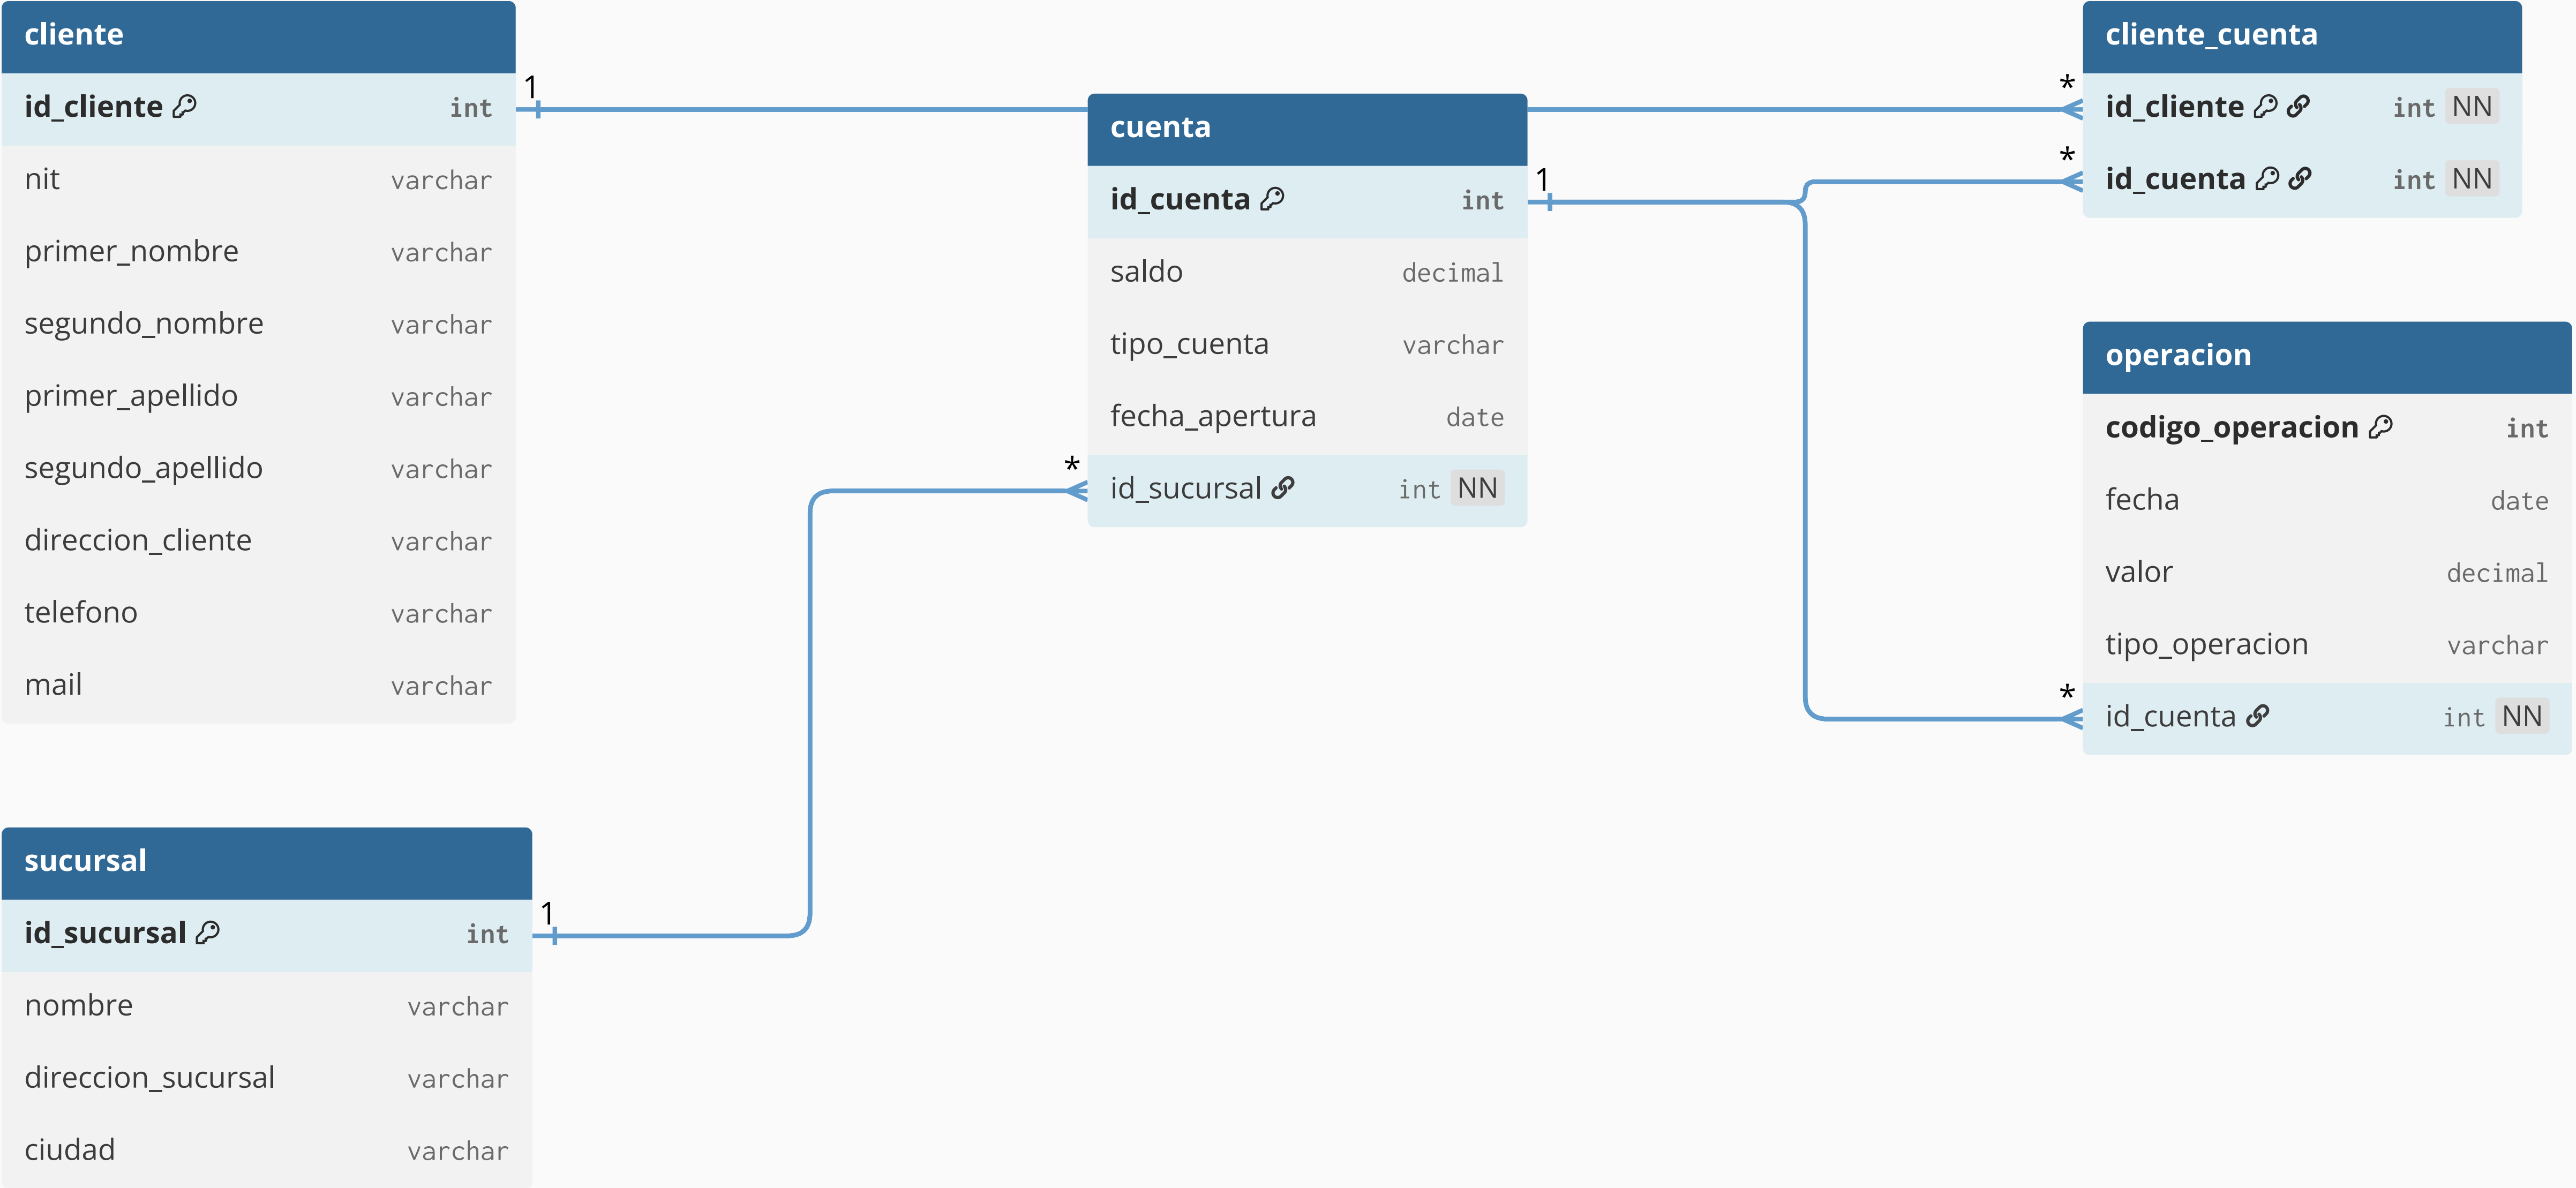 cliente
id_cliente int
nit varchar
primer_nombre varchar
segundo_nombre varchar
primer_apellido varchar
segundo_apellido varchar
direccion_cliente varchar
telefono varchar
mail varchar
1
sucursal
id_sucursal int
nombre varchar
direccion_sucursal varchar
ciudad varchar
1
cuenta
id_cuenta int
saldo decimal
tipo_cuenta varchar
fecha_apertura date
id_sucursal int NN
*
1
cliente_cuenta
id_cliente int NN
id_cuenta int NN
*
*
operacion
codigo_operacion int
fecha date
valor decimal
tipo_operacion varchar
id_cuenta int NN
*